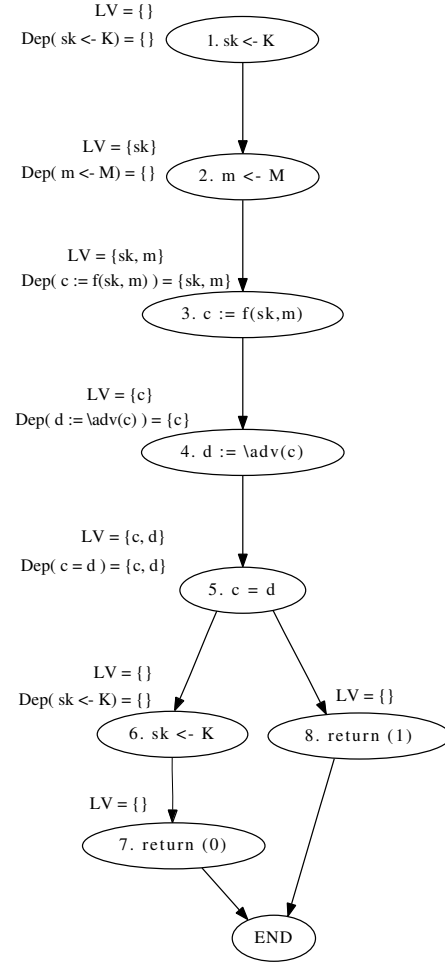 LV = {}
Dep( sk <- K) = {}
1. sk <- K
LV = {sk}
Dep( m <- M) = {}
2. m <- M
LV = {sk, m}
Dep( c := f(sk, m) ) = {sk, m}
3. c := f(sk,m)
LV = {c}
Dep( d := \adv(c) ) = {c}
4. d := \adv(c)
LV = {c, d}
Dep( c = d ) = {c, d}
5. c = d
LV = {}
Dep( sk <- K) = {}
6. sk <- K
LV = {}
8. return (1)
LV = {}
7. return (0)
END